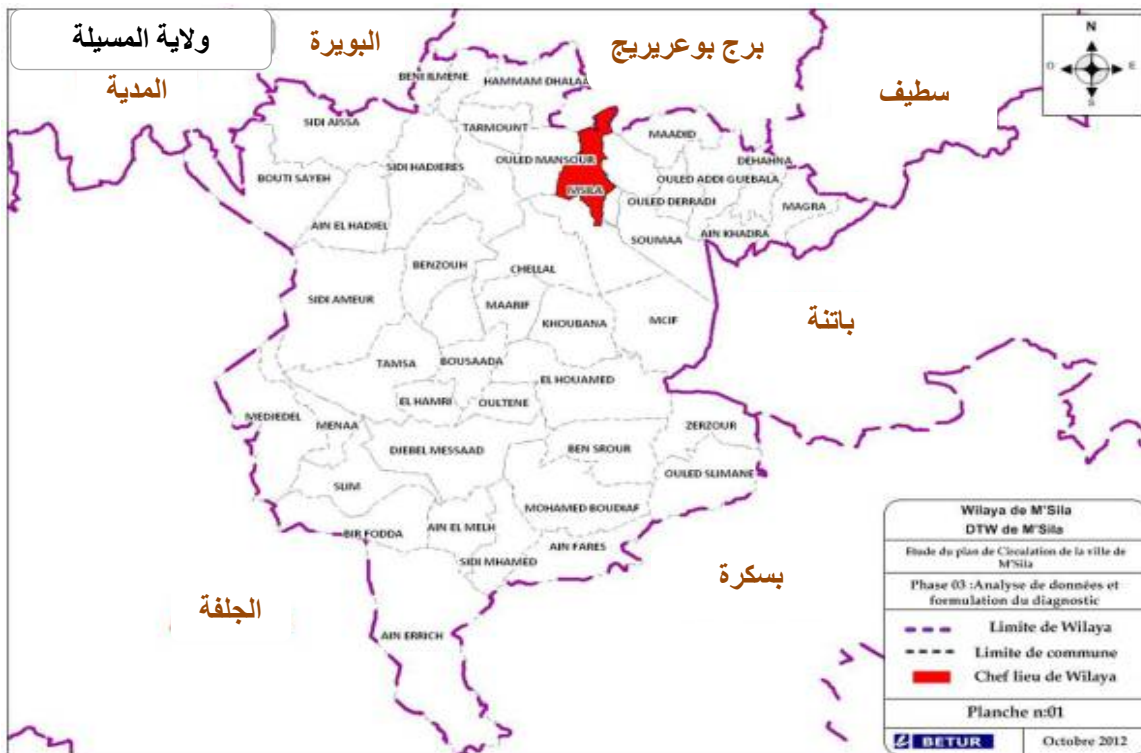 ولاية المسيلة
البويرة
برج بوعريريج
سطيف
المدية
N
O
E
S
BENI ILMENE
HAMMAM DHALAA
SIDI AISSA
TARMOUNT
MAADID
OULED MANSOUR
SIDI HADJERES
DEHAHNA
BOUTI SAYEH
OULED ADDI GUEBALA
MSILA
OULED DERRADJ
MAGRA
AIN EL HADJEL
AIN KHADRA
SOUMAA
BENZOUH
CHELLAL
SIDI AMEUR
MAARIF
KHOUBANA
MCIF
باتنة
TAMSA
BOUSAADA
EL HOUAMED
EL HAMRI
OULTENE
MEDJEDEL
MENAA
ZERZOUR
DJEBEL MESSAAD
BEN SROUR
OULED SLIMANE
SLIM
MOHAMED BOUDIAF
BIR FODDA
AIN EL MELH
AIN FARES
SIDI MHAMED
بسكرة
الجلفة
AIN ERRICH
Wilaya de M'Sila
DTW de M'Sila
Etude du plan de Circulation de la ville de
M'Sila
Phase 03 :Analyse de données et
formulation du diagnostic
Limite de Wilaya
Limite de commune
Chef lieu de Wilaya
Planche n:01
BETUR
Octobre 2012